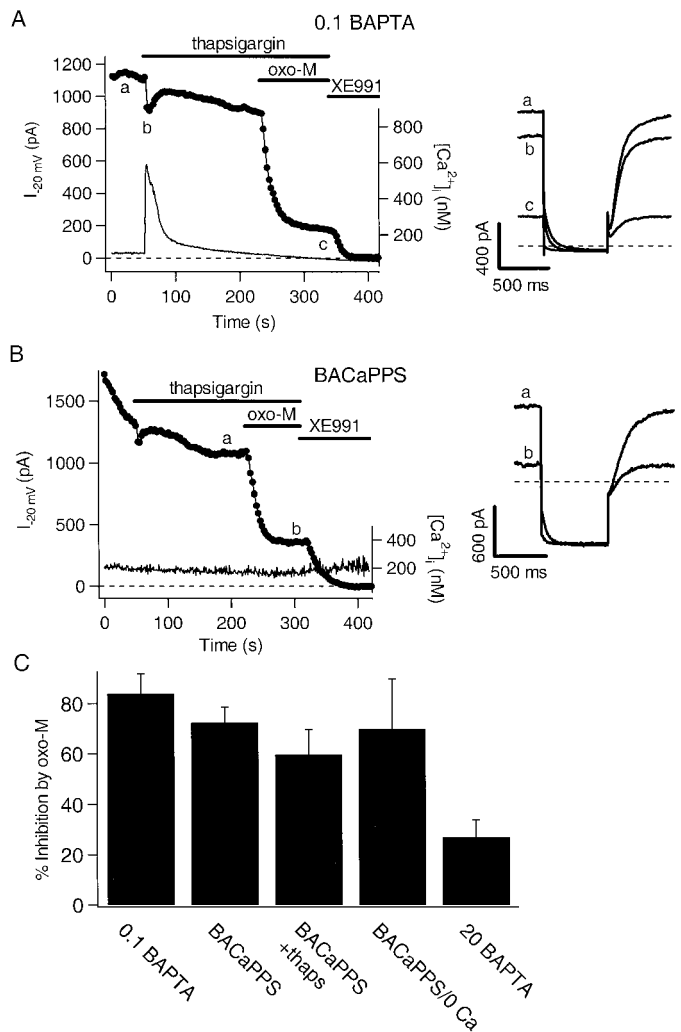 A
0.1 BAPTA
thapsigargin
oxo-M
XE991
1200
1000
800
600
400
200
0
I-20 mV (pA)
a
b
c
800
600
400
200
[Ca2+]i (nM)
0
100
200
300
400
Time (s)
a
b
c
400 pA
500 ms
B
BACaPPS
thapsigargin
oxo-M
XE991
1500
1000
500
0
I-20 mV (pA)
a
b
400
200
[Ca2+]i (nM)
0
100
200
300
400
Time (s)
a
b
600 pA
500 ms
C
% Inhibition by oxo-M
80
60
40
20
0
0.1 BAPTA
BACaPPS
BACaPPS
+thaps
BACaPPS/0 Ca
20 BAPTA